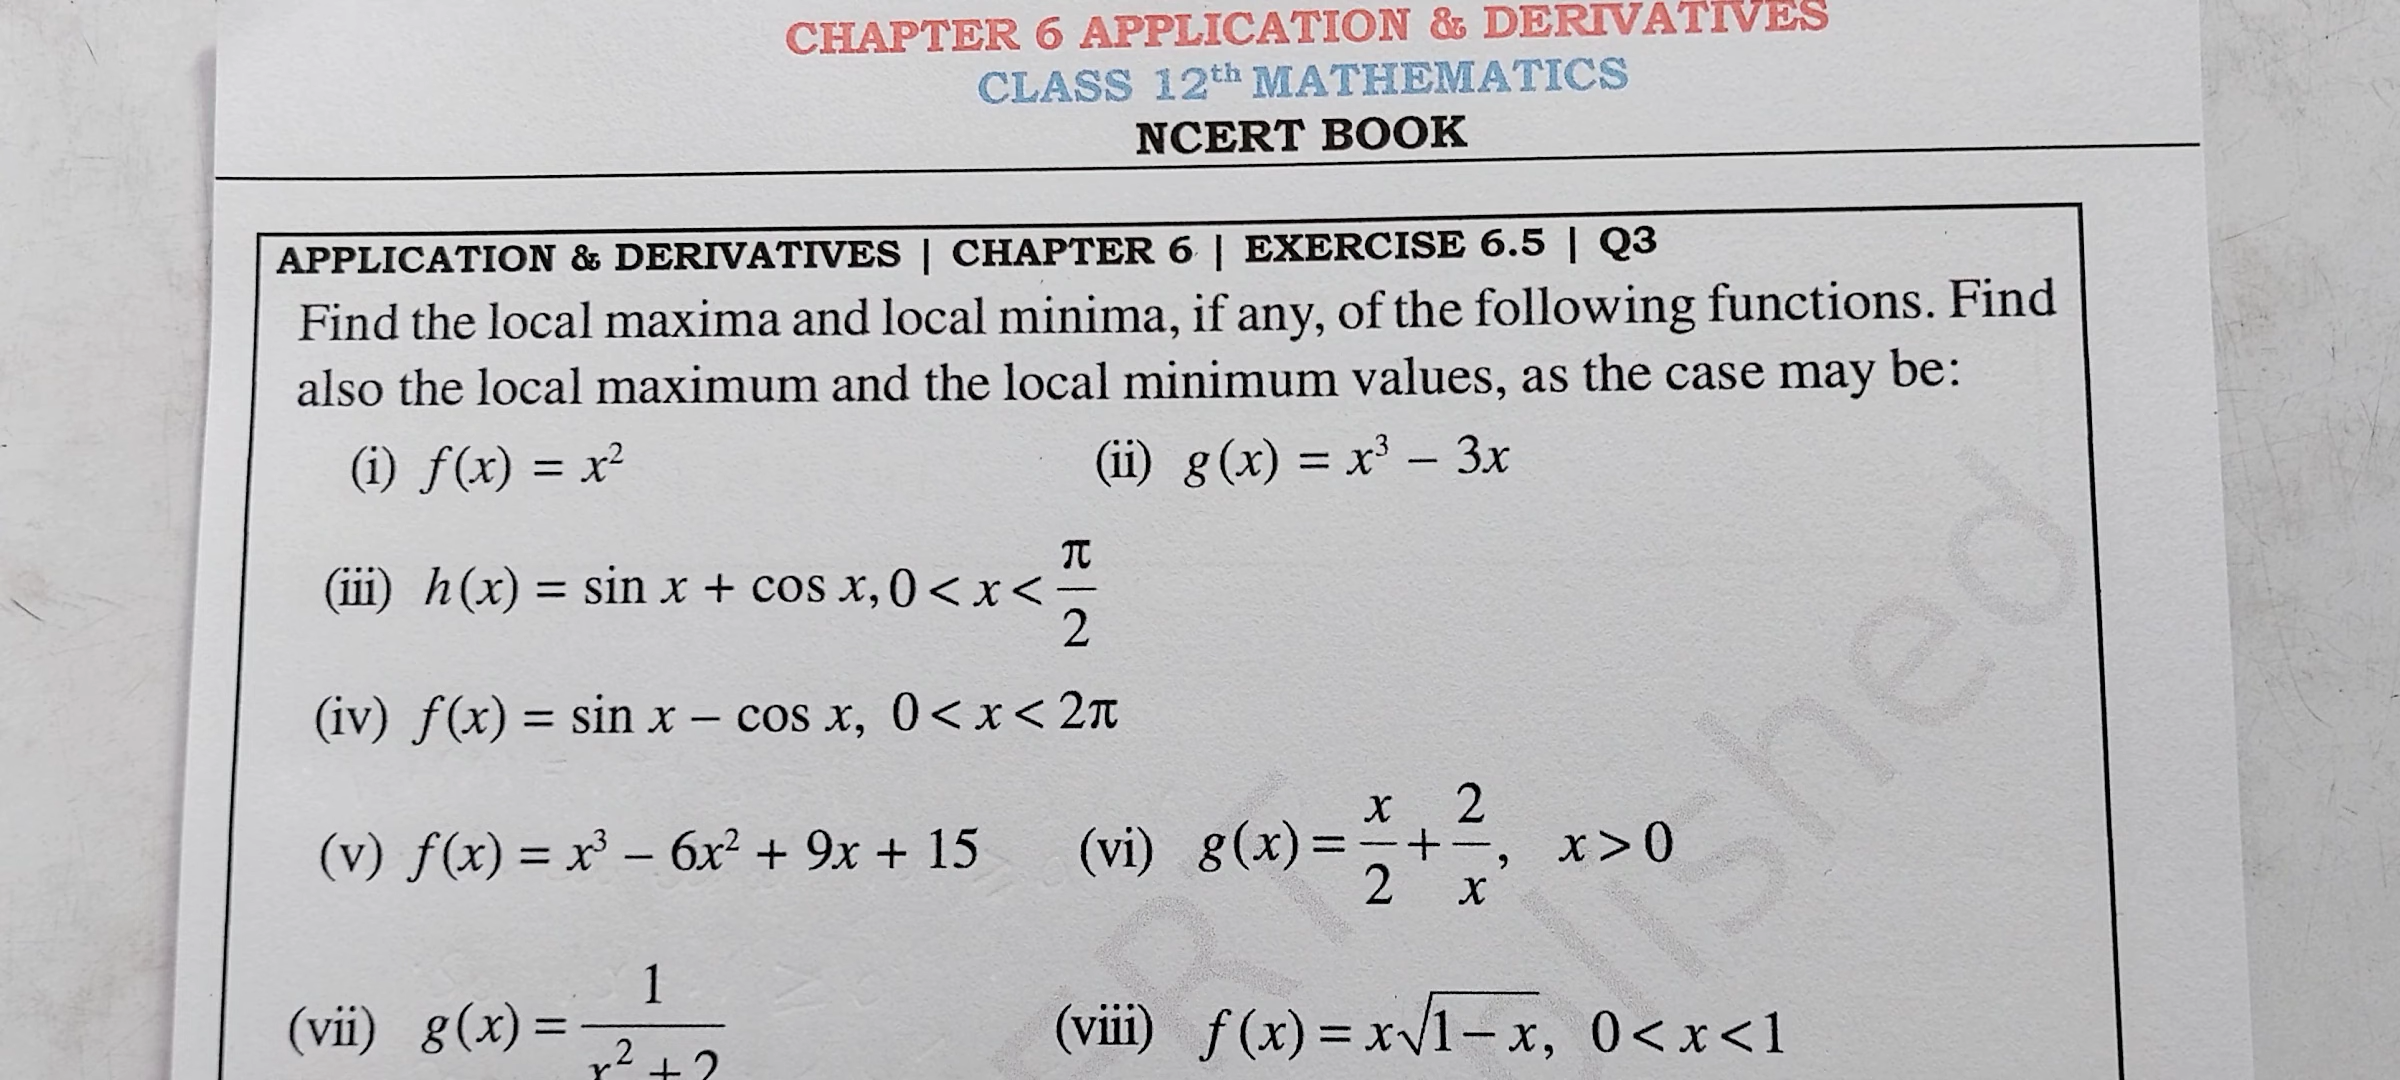 CHAPTER 6 APPLICATION & DERIVATIVES
CLASS 12th MATHEMATICS
NCERT BOOK
APPLICATION & DERIVATIVES | CHAPTER 6 | EXERCISE 6.5 | Q3
Find the local maxima and local minima, if any, of the following functions. Find
also the local maximum and the local minimum values, as the case may be:
(i) f(x) = x² (ii) g(x) = x³ – 3x
(iii) h(x) = sin x + cos x, 0 < x < π/2
(iv) f(x) = sin x – cos x, 0 < x < 2π
(v) f(x) = x³ – 6x² + 9x + 15 (vi) g(x) = x/2 + 2/x, x > 0
(vii) g(x) = 1/(x² + 2) (viii) f(x) = x√(1 – x), 0 < x < 1